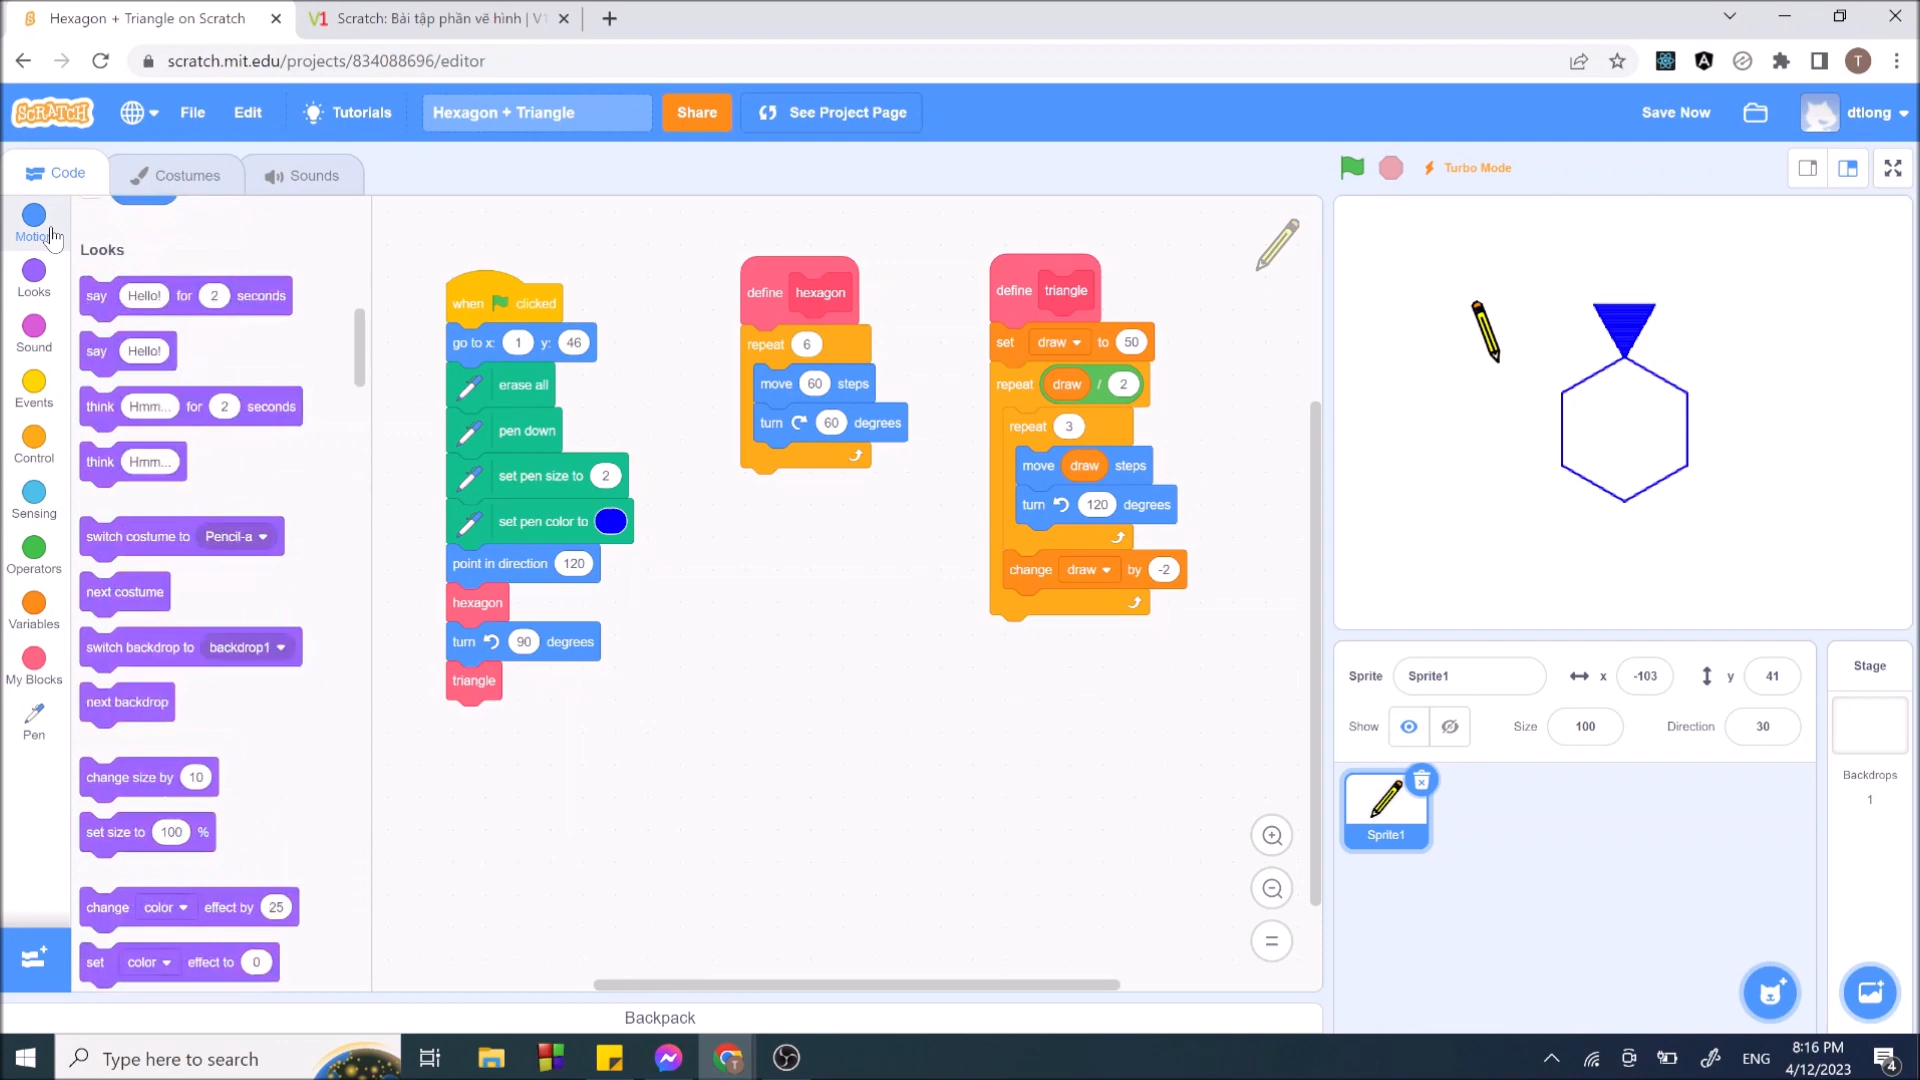 Hexagon + Triangle on Scratch
V1 Scratch: Bài tập phần vẽ hình | V
scratch.mit.edu/projects/834088696/editor
T
SCRATCH
File
Edit
Tutorials
Hexagon + Triangle
Share
See Project Page
Save Now
dtlong
Code
Costumes
Sounds
Turbo Mode
Motion
Looks
Sound
Events
Control
Sensing
Operators
Variables
My Blocks
Pen
Looks
say Hello! for 2 seconds
say Hello!
think Hmm... for 2 seconds
think Hmm...
switch costume to Pencil-a
next costume
switch backdrop to backdrop1
next backdrop
change size by 10
set size to 100 %
change color effect by 25
set color effect to 0
when clicked
go to x: 1 y: 46
erase all
pen down
set pen size to 2
set pen color to
point in direction 120
hexagon
turn 90 degrees
triangle
define hexagon
repeat 6
move 60 steps
turn 60 degrees
define triangle
set draw to 50
repeat draw / 2
repeat 3
move draw steps
turn 120 degrees
change draw by -2
Sprite Sprite1 x -103 y 41
Show Size 100 Direction 30
Sprite1
Stage
Backdrops
1
Backpack
Type here to search
T
ENG
8:16 PM
4/12/2023
4